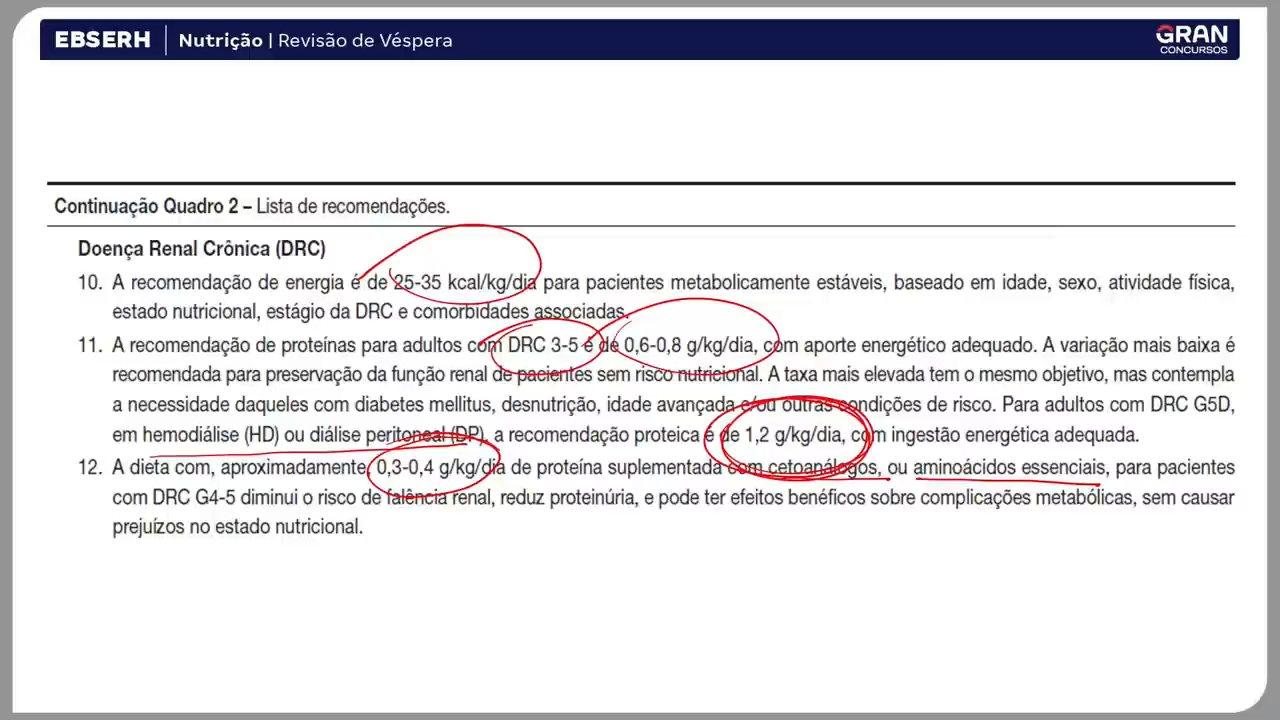 EBSERH Nutrição | Revisão de Véspera
GRAN
CONCURSOS
Continuação Quadro 2 – Lista de recomendações.
Doença Renal Crônica (DRC)
10. A recomendação de energia é de 25-35 kcal/kg/dia para pacientes metabolicamente estáveis, baseado em idade, sexo, atividade física,
estado nutricional, estágio da DRC e comorbidades associadas.
11. A recomendação de proteínas para adultos com DRC 3-5 é de 0,6-0,8 g/kg/dia, com aporte energético adequado. A variação mais baixa é
recomendada para preservação da função renal de pacientes sem risco nutricional. A taxa mais elevada tem o mesmo objetivo, mas contempla
a necessidade daqueles com diabetes mellitus, desnutrição, idade avançada e/ou outras condições de risco. Para adultos com DRC G5D,
em hemodiálise (HD) ou diálise peritoneal (DP), a recomendação proteica é de 1,2 g/kg/dia, com ingestão energética adequada.
12. A dieta com, aproximadamente, 0,3-0,4 g/kg/dia de proteína suplementada com cetoanálogos, ou aminoácidos essenciais, para pacientes
com DRC G4-5 diminui o risco de falência renal, reduz proteinúria, e pode ter efeitos benéficos sobre complicações metabólicas, sem causar
prejuízos no estado nutricional.